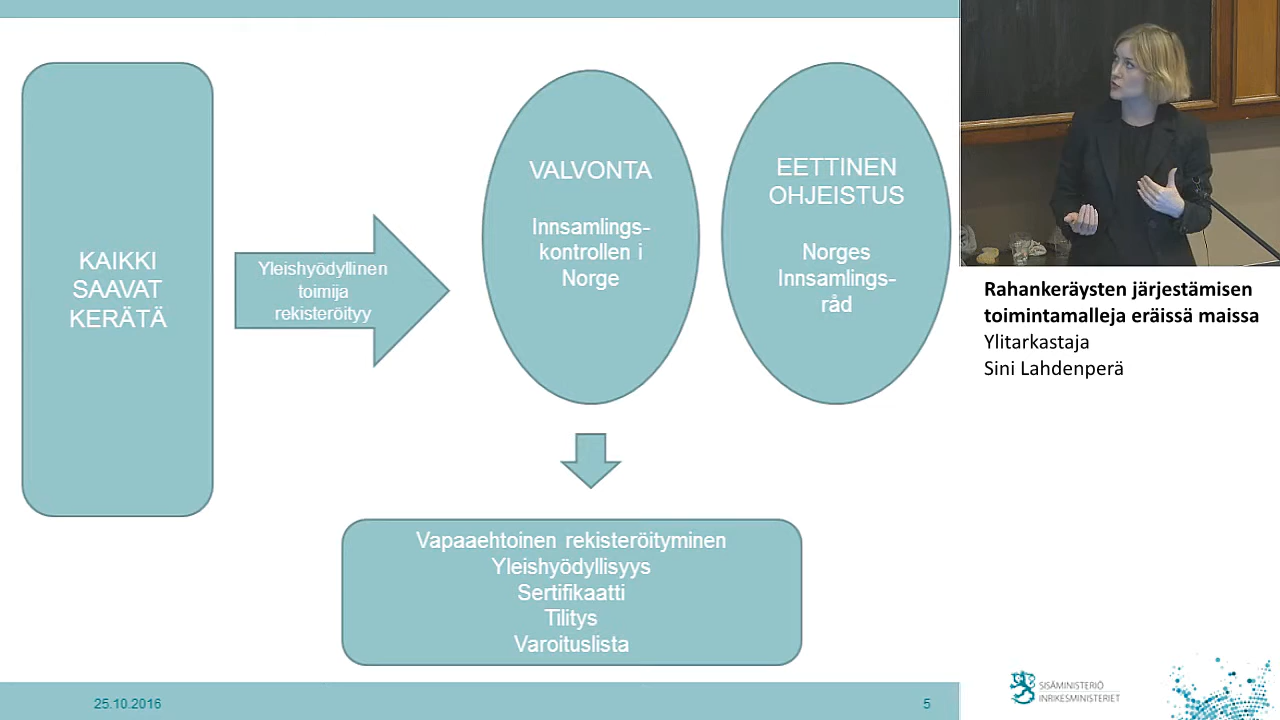 KAIKKI
SAAVAT
KERÄTÄ
Yleishyödyllinen
toimija
rekisteröityy
VALVONTA
Innsamlings-
kontrollen i
Norge
EETTINEN
OHJEISTUS
Norges
Innsamlings-
råd
Vapaaehtoinen rekisteröityminen
Yleishyödyllisyys
Sertifikaatti
Tilitys
Varoituslista
25.10.2016
5
Rahankeräysten järjestämisen
toimintamalleja eräissä maissa
Ylitarkastaja
Sini Lahdenperä
SISÄMINISTERIÖ
INRIKESMINISTERIET